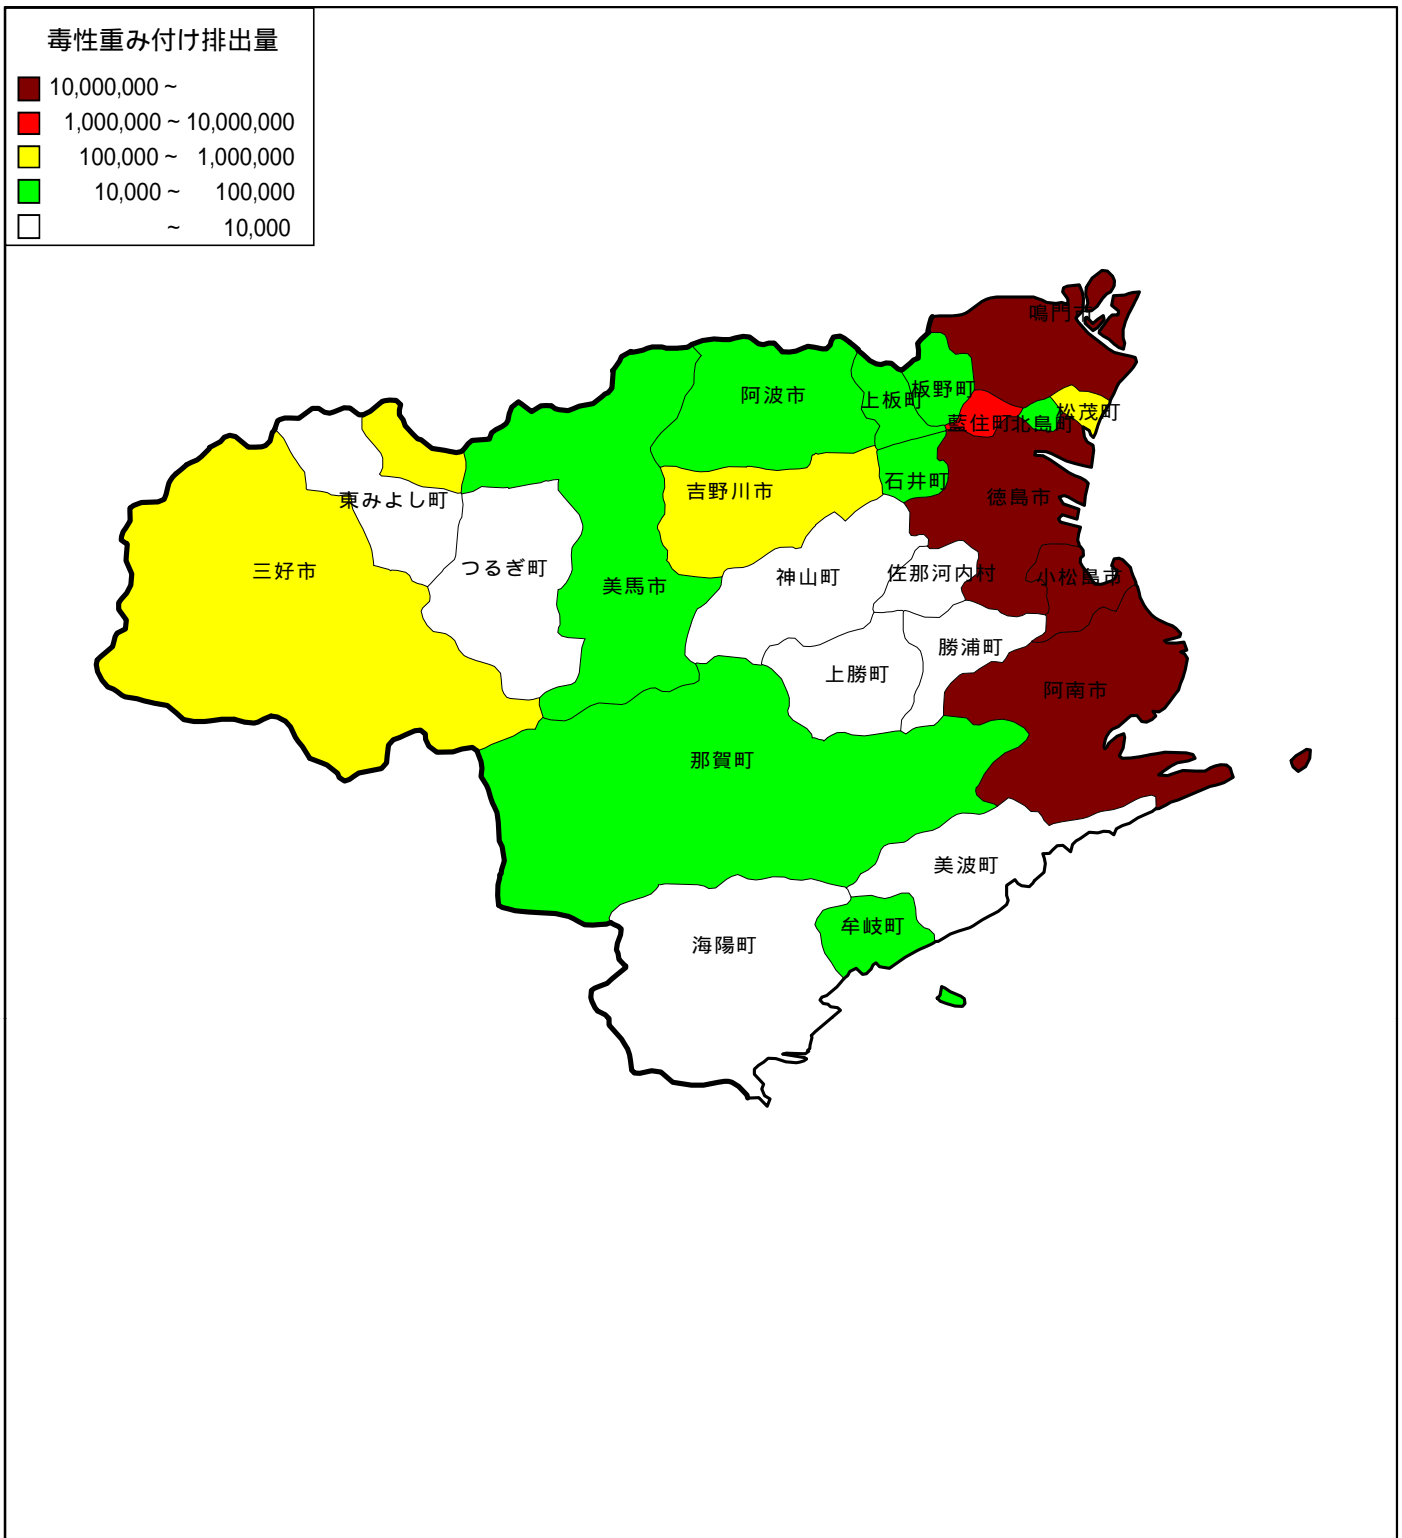 毒性重み付け排出量
10,000,000 ~
1,000,000 ~ 10,000,000
100,000 ~ 1,000,000
10,000 ~ 100,000
~ 10,000
鳴門市
阿波市
上板町
板野町
松茂町
藍住町
北島町
石井町
吉野川市
徳島市
東みよし町
三好市
つるぎ町
美馬市
神山町
佐那河内村
小松島市
勝浦町
上勝町
阿南市
那賀町
美波町
牟岐町
海陽町